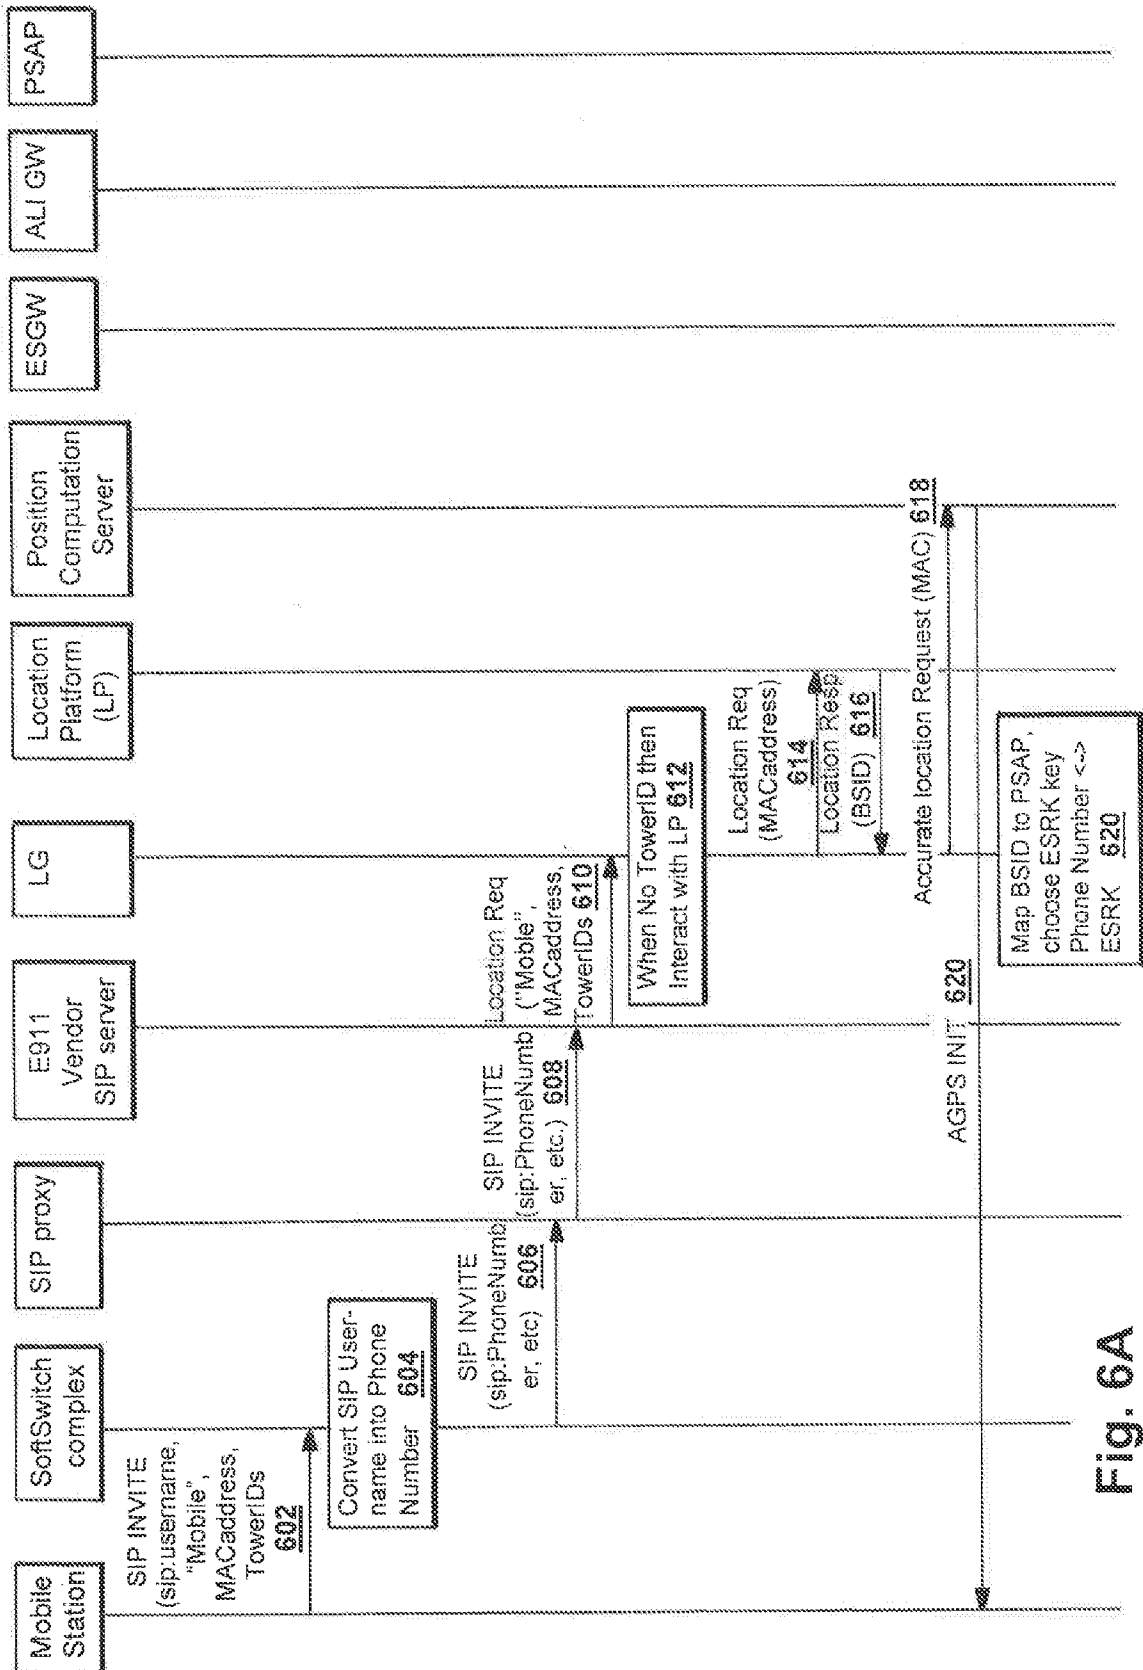 Mobile
Station
SoftSwitch
complex
SIP proxy
E911
Vendor
SIP server
LG
Location
Platform
(LP)
Position
Computation
Server
ESGW
ALI GW
PSAP
SIP INVITE
(sip:username,
"Mobile",
MACaddress,
TowerIDs
602
Convert SIP User-
name into Phone
Number 604
SIP INVITE
(sip:PhoneNumb
er, etc) 606
SIP INVITE
(sip:PhoneNumb
er, etc.) 608
Location Req
("Moble",
MACaddress,
TowerIDs 610
When No TowerID then
Interact with LP 612
Location Req
(MACaddress)
614
Location Resp
(BSID) 616
Accurate location Request (MAC) 618
AGPS INIT 620
Map BSID to PSAP,
choose ESRK key
Phone Number <->
ESRK 620
Fig. 6A